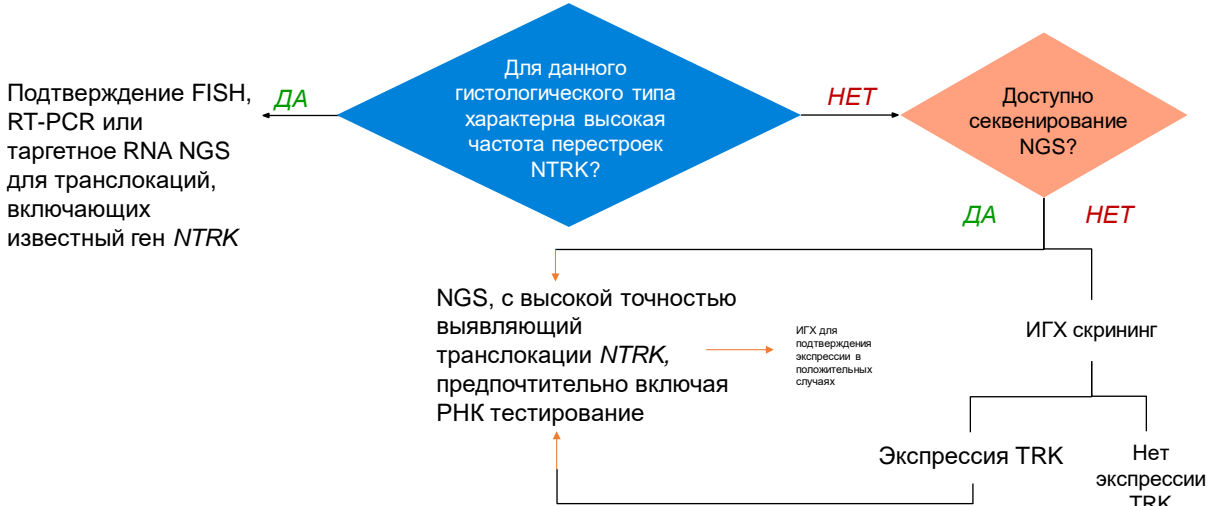 Для данного
гистологического типа
характерна высокая
частота перестроек
NTRK?
ДА
НЕТ
Подтверждение FISH,
RT-PCR или
таргетное RNA NGS
для транслокаций,
включающих
известный ген NTRK
Доступно
секвенирование
NGS?
ДА
НЕТ
NGS, с высокой точностью
выявляющий
транслокации NTRK,
предпочтительно включая
РНК тестирование
ИГХ для
подтверждения
экспрессии в
положительных
случаях
ИГХ скрининг
Экспрессия TRK
Нет
экспрессии
TRK